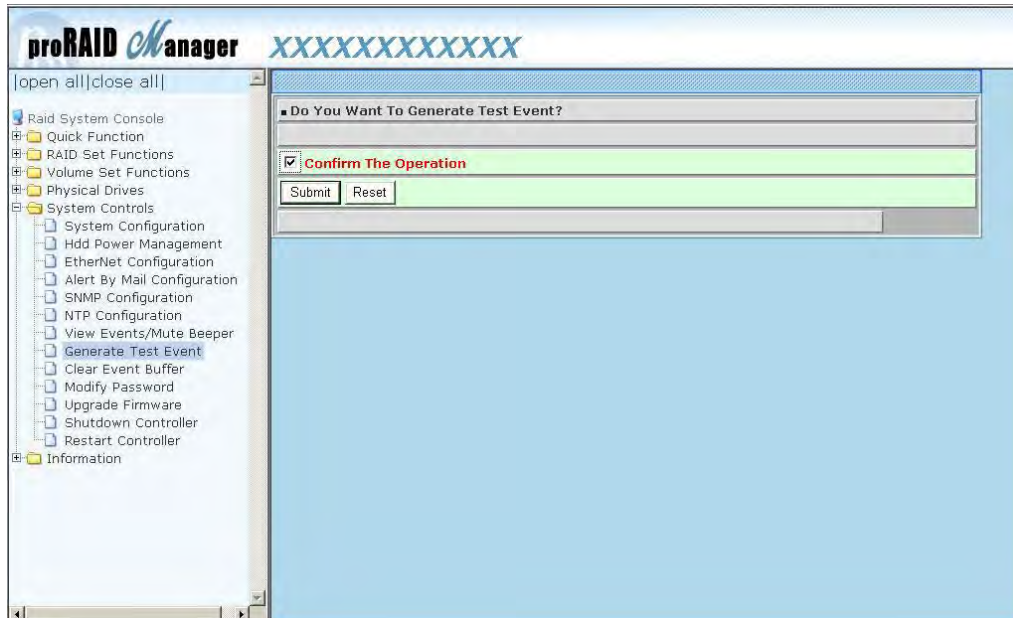 proRAID Manager XXXXXXXXXXXX
|open all|close all|
Raid System Console
Quick Function
RAID Set Functions
Volume Set Functions
Physical Drives
System Controls
System Configuration
Hdd Power Management
EtherNet Configuration
Alert By Mail Configuration
SNMP Configuration
NTP Configuration
View Events/Mute Beeper
Generate Test Event
Clear Event Buffer
Modify Password
Upgrade Firmware
Shutdown Controller
Restart Controller
Information
Do You Want To Generate Test Event?
Confirm The Operation
Submit Reset